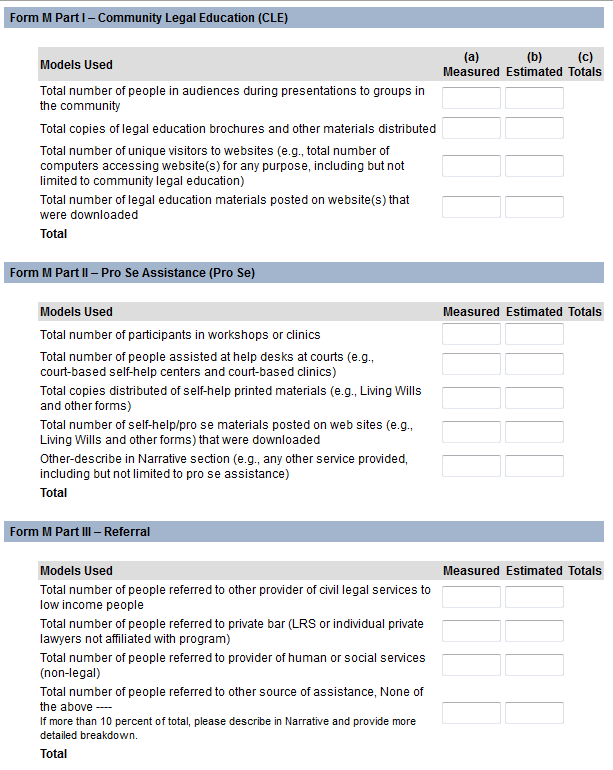 Form M Part I – Community Legal Education (CLE)
Models Used
(a) (b) (c)
Measured Estimated Totals
Total number of people in audiences during presentations to groups in
the community
Total copies of legal education brochures and other materials distributed
Total number of unique visitors to websites (e.g., total number of
computers accessing website(s) for any purpose, including but not
limited to community legal education)
Total number of legal education materials posted on website(s) that
were downloaded
Total
Form M Part II – Pro Se Assistance (Pro Se)
Models Used Measured Estimated Totals
Total number of participants in workshops or clinics
Total number of people assisted at help desks at courts (e.g.,
court-based self-help centers and court-based clinics)
Total copies distributed of self-help printed materials (e.g., Living Wills
and other forms)
Total number of self-help/pro se materials posted on web sites (e.g.,
Living Wills and other forms) that were downloaded
Other-describe in Narrative section (e.g., any other service provided,
including but not limited to pro se assistance)
Total
Form M Part III – Referral
Models Used Measured Estimated Totals
Total number of people referred to other provider of civil legal services to
low income people
Total number of people referred to private bar (LRS or individual private
lawyers not affiliated with program)
Total number of people referred to provider of human or social services
(non-legal)
Total number of people referred to other source of assistance, None of
the above ----
If more than 10 percent of total, please describe in Narrative and provide more
detailed breakdown.
Total